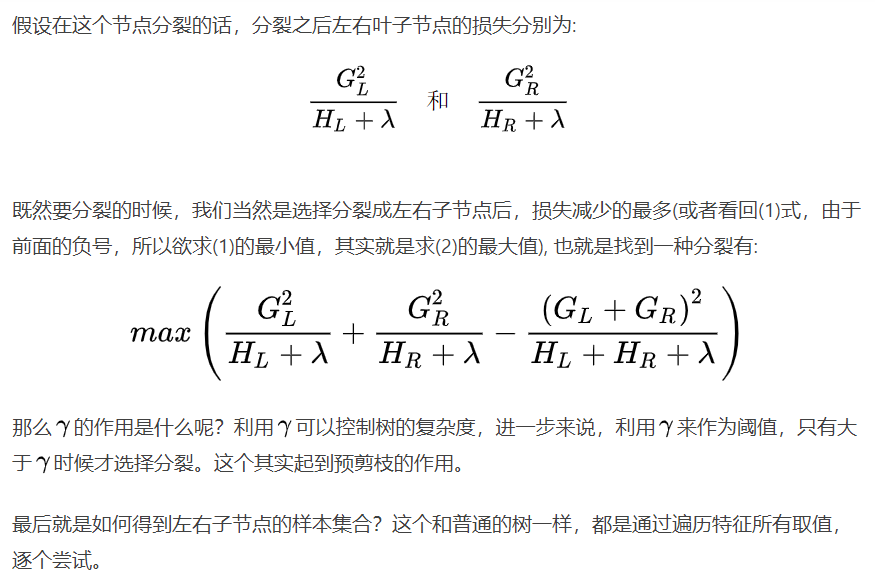 假设在这个节点分裂的话，分裂之后左右叶子节点的损失分别为:
$\frac{G_L^2}{H_L+\lambda}$ 和 $\frac{G_R^2}{H_R+\lambda}$
既然要分裂的时候，我们当然是选择分裂成左右子节点后，损失减少的最多(或者看回(1)式，由于
前面的负号，所以欲求(1)的最小值，其实就是求(2)的最大值), 也就是找到一种分裂有:
$max\left(\frac{G_L^2}{H_L+\lambda}+\frac{G_R^2}{H_R+\lambda}-\frac{(G_L+G_R)^2}{H_L+H_R+\lambda}\right)$
那么 γ 的作用是什么呢？利用 γ 可以控制树的复杂度，进一步来说，利用 γ 来作为阈值，只有大
于 γ 时候才选择分裂。这个其实起到预剪枝的作用。
最后就是如何得到左右子节点的样本集合？这个和普通的树一样，都是通过遍历特征所有取值，
逐个尝试。